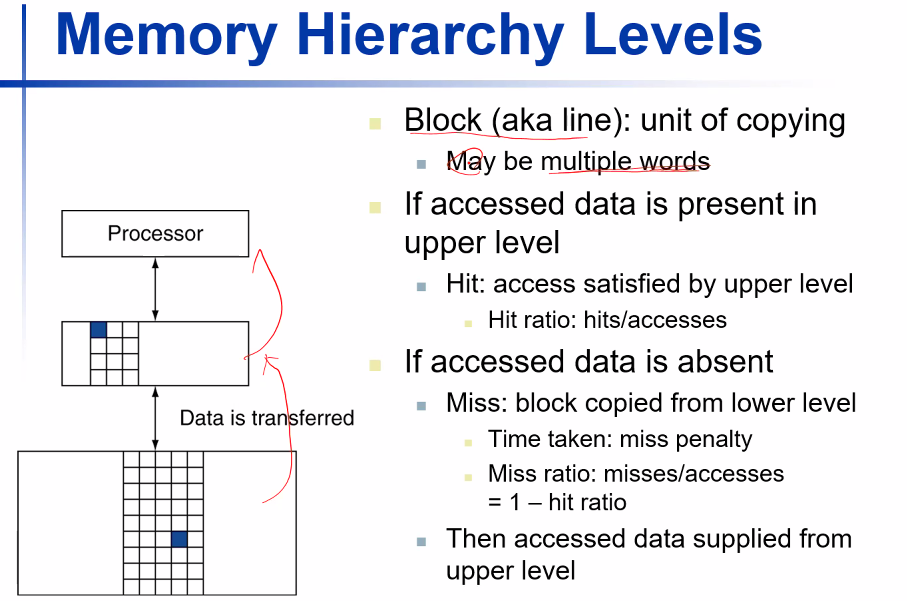 Memory Hierarchy Levels
Block (aka line): unit of copying
May be multiple words
If accessed data is present in
upper level
Hit: access satisfied by upper level
Hit ratio: hits/accesses
If accessed data is absent
Miss: block copied from lower level
Time taken: miss penalty
Miss ratio: misses/accesses
= 1 – hit ratio
Then accessed data supplied from
upper level
Processor
Data is transferred